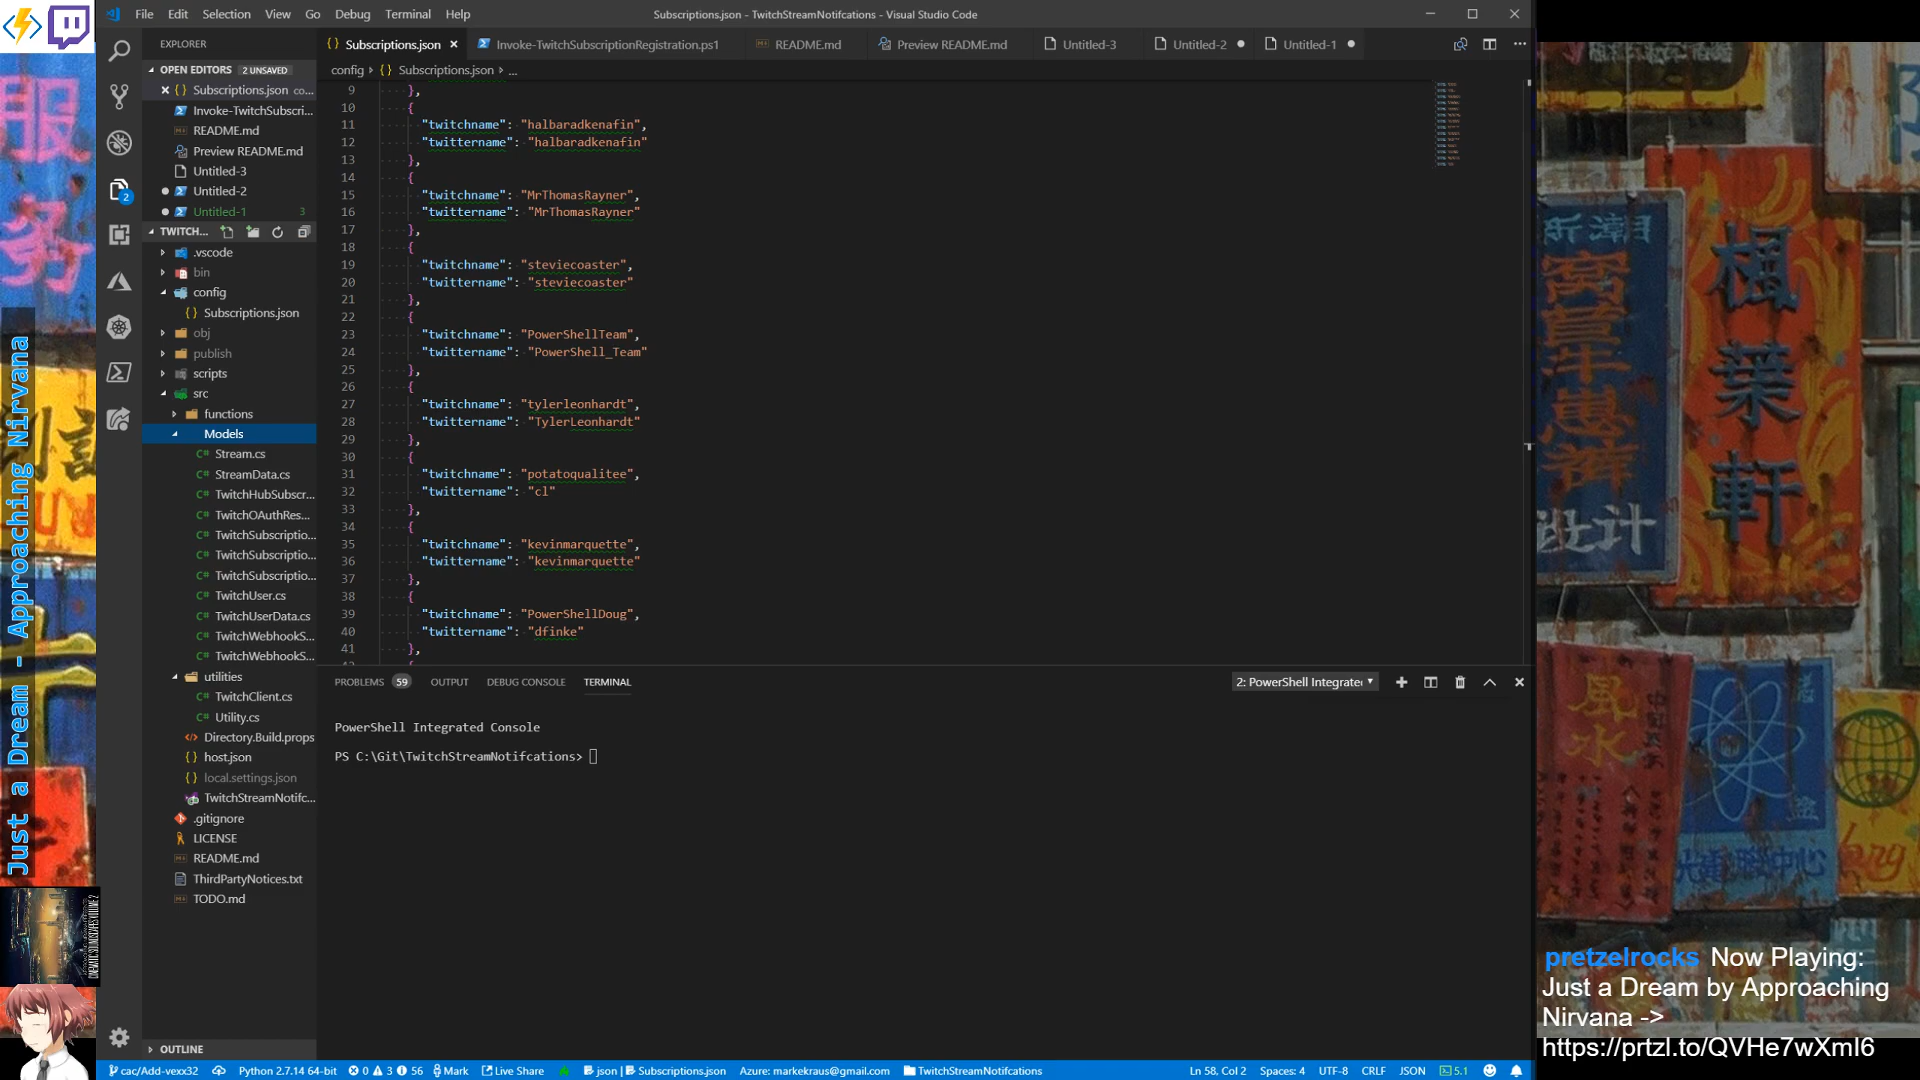 File Edit Selection View Go Debug Terminal Help
Subscriptions.json - TwitchStreamNotifcations - Visual Studio Code
EXPLORER
OPEN EDITORS 2 UNSAVED
Subscriptions.json co...
Invoke-TwitchSubscri...
README.md
Preview README.md
Untitled-3
Untitled-2
Untitled-1 3
TWITCH...
.vscode
bin
config
Subscriptions.json
obj
publish
scripts
src
functions
Models
Stream.cs
StreamData.cs
TwitchHubSubscr...
TwitchOAuthRes...
TwitchSubscriptio...
TwitchSubscriptio...
TwitchSubscriptio...
TwitchUser.cs
TwitchUserData.cs
TwitchWebhookS...
TwitchWebhookS...
utilities
TwitchClient.cs
Utility.cs
Directory.Build.props
host.json
local.settings.json
TwitchStreamNotifc...
.gitignore
LICENSE
README.md
ThirdPartyNotices.txt
TODO.md
OUTLINE
Subscriptions.json Invoke-TwitchSubscriptionRegistration.ps1 README.md Preview README.md Untitled-3 Untitled-2 Untitled-1
config Subscriptions.json ...
9 },
10 {
11 "twitchname": "halbaradkenafin",
12 "twittername": "halbaradkenafin"
13 },
14 {
15 "twitchname": "MrThomasRayner",
16 "twittername": "MrThomasRayner"
17 },
18 {
19 "twitchname": "steviecoaster",
20 "twittername": "steviecoaster"
21 },
22 {
23 "twitchname": "PowerShellTeam",
24 "twittername": "PowerShell_Team"
25 },
26 {
27 "twitchname": "tylerleonhardt",
28 "twittername": "TylerLeonhardt"
29 },
30 {
31 "twitchname": "potatoqualitee",
32 "twittername": "cl"
33 },
34 {
35 "twitchname": "kevinmarquette",
36 "twittername": "kevinmarquette"
37 },
38 {
39 "twitchname": "PowerShellDoug",
40 "twittername": "dfinke"
41 },
PROBLEMS 59 OUTPUT DEBUG CONSOLE TERMINAL
2: PowerShell Integrate
PowerShell Integrated Console
PS C:\Git\TwitchStreamNotifcations>
cac/Add-vexx32 Python 2.7.14 64-bit 0 3 56 Mark Live Share json Subscriptions.json Azure: markekraus@gmail.com TwitchStreamNotifcations
Ln 58, Col 2 Spaces: 4 UTF-8 CRLF JSON 5.1
2
Just a Dream - Approaching Nirvana
楓葉軒
风水
设计
pretzelrocks Now Playing:
Just a Dream by Approaching
Nirvana ->
https://prtzl.to/QVHe7wXmI6